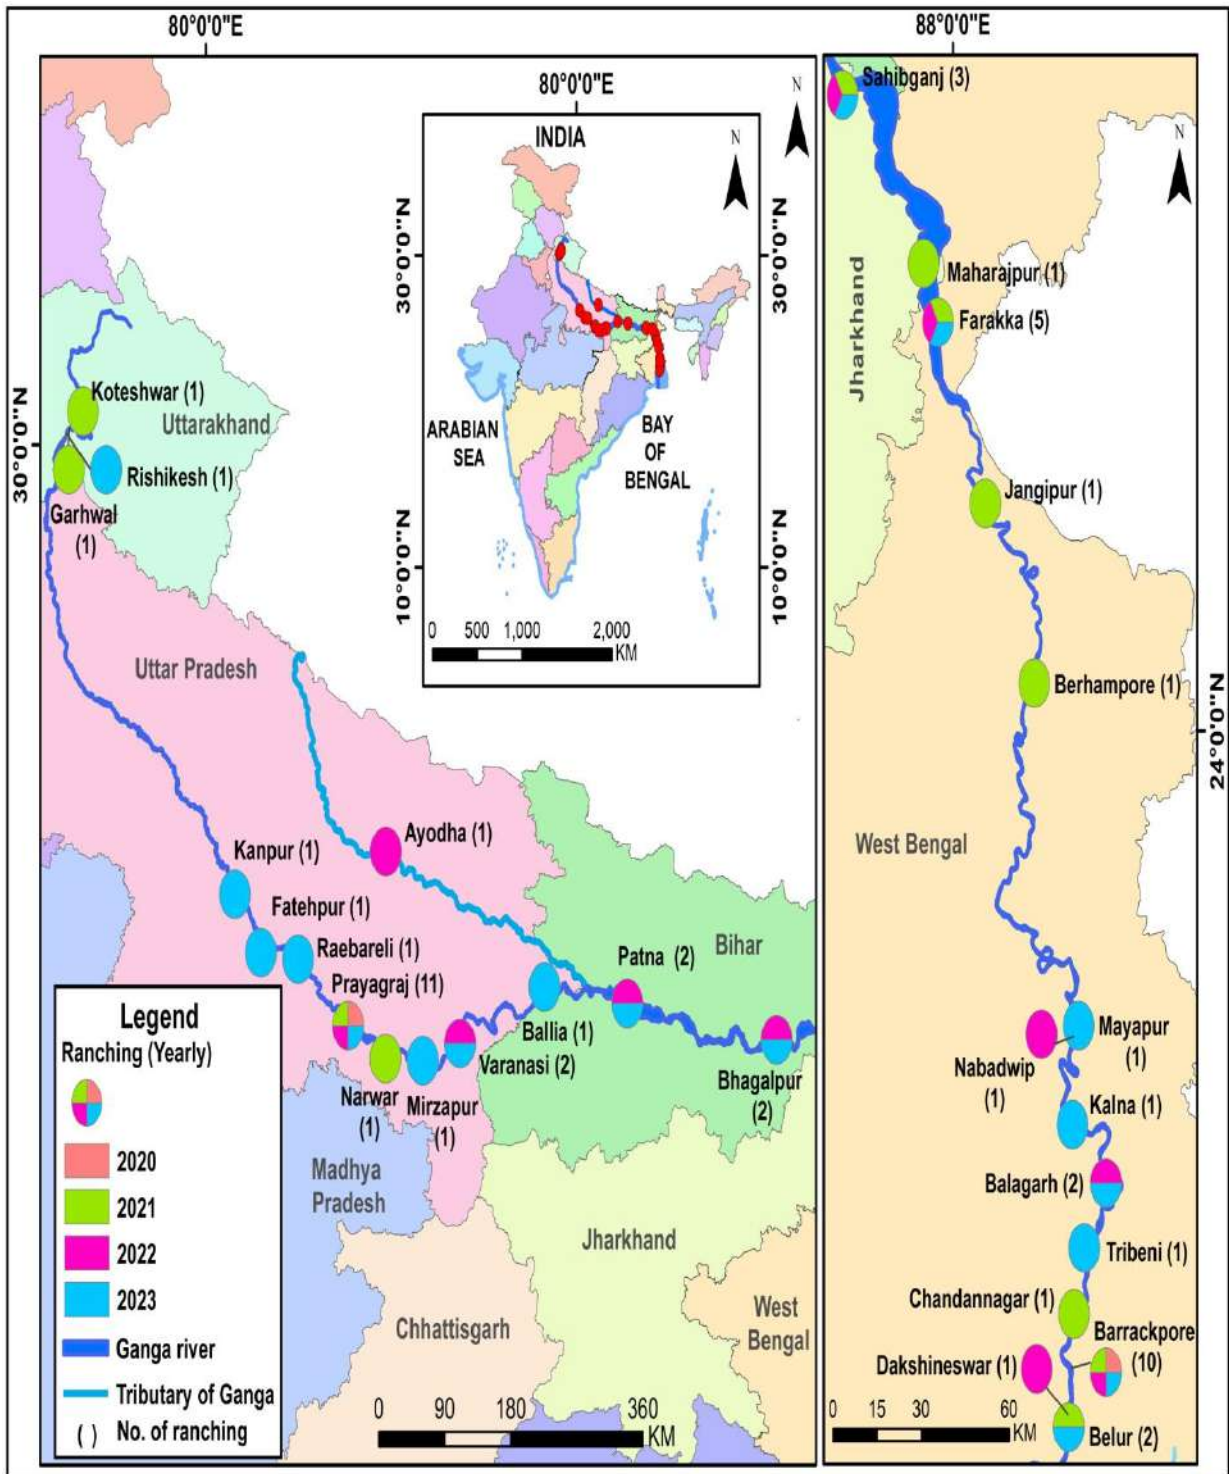 80°0'0"E
88°0'0"E
80°0'0"E
N
INDIA
N
30°0'0"N
30°0'0"N
ARABIAN
SEA
BAY
OF
BENGAL
10°0'0"N
10°0'0"N
0 500 1,000 2,000
KM
30°0'0"N
Koteshwar (1)
Uttarakhand
Rishikesh (1)
Garhwal
(1)
Uttar Pradesh
Ayodha (1)
Kanpur (1)
Fatehpur (1)
Raebareli (1)
Prayagraj (11)
Narwar
(1)
Mirzapur
(1)
Varanasi (2)
Ballia (1)
Patna (2)
Bihar
Bhagalpur
(2)
Madhya
Pradesh
Chhattisgarh
Jharkhand
West
Bengal
Legend
Ranching (Yearly)
2020
2021
2022
2023
Ganga river
Tributary of Ganga
( ) No. of ranching
0 90 180 360
KM
Sahibganj (3)
N
Jharkhand
Maharajpur (1)
Farakka (5)
Jangipur (1)
Berhampore (1)
24°0'0"N
West Bengal
Mayapur
(1)
Nabadwip
(1)
Kalna (1)
Balagarh (2)
Tribeni (1)
Chandannagar (1)
Barrackpore
(10)
Dakshineswar (1)
Belur (2)
0 15 30 60
KM